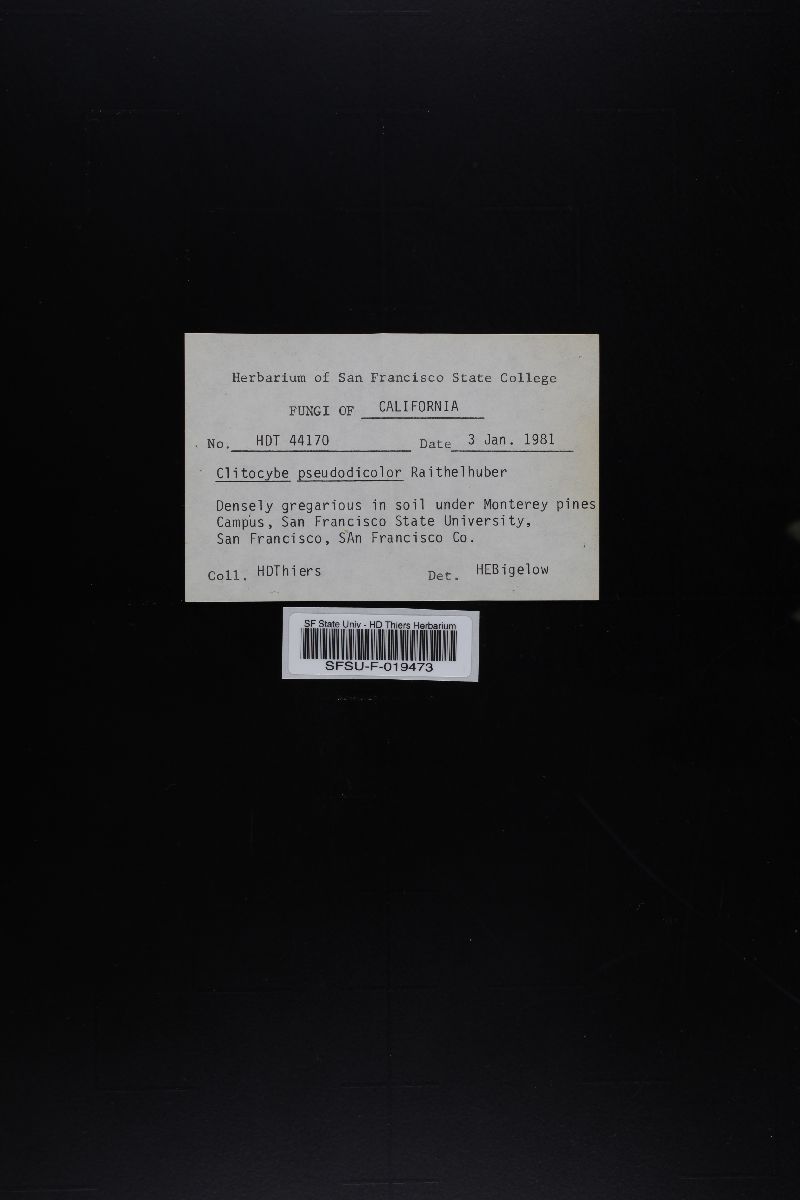 Herbarium of San Francisco State College
FUNGI OF CALIFORNIA
No. HDT 44170 Date 3 Jan. 1981
Clitocybe pseudodicolor Raithelhuber
Densely gregarious in soil under Monterey pines
Campus, San Francisco State University,
San Francisco, SAn Francisco Co.
Coll. HDThiers Det. HEBigelow
SF State Univ - HD Thiers Herbarium
SFSU-F-019473